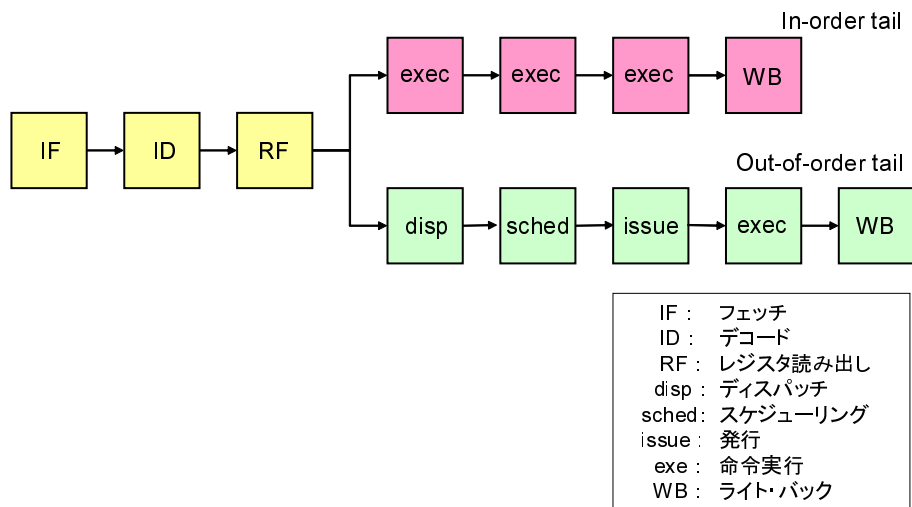 In-order tail
exec exec exec WB
IF ID RF
Out-of-order tail
disp sched issue exec WB
IF : フェッチ
ID : デコード
RF : レジスタ読み出し
disp : ディスパッチ
sched: スケジューリング
issue : 発行
exe : 命令実行
WB : ライト・バック